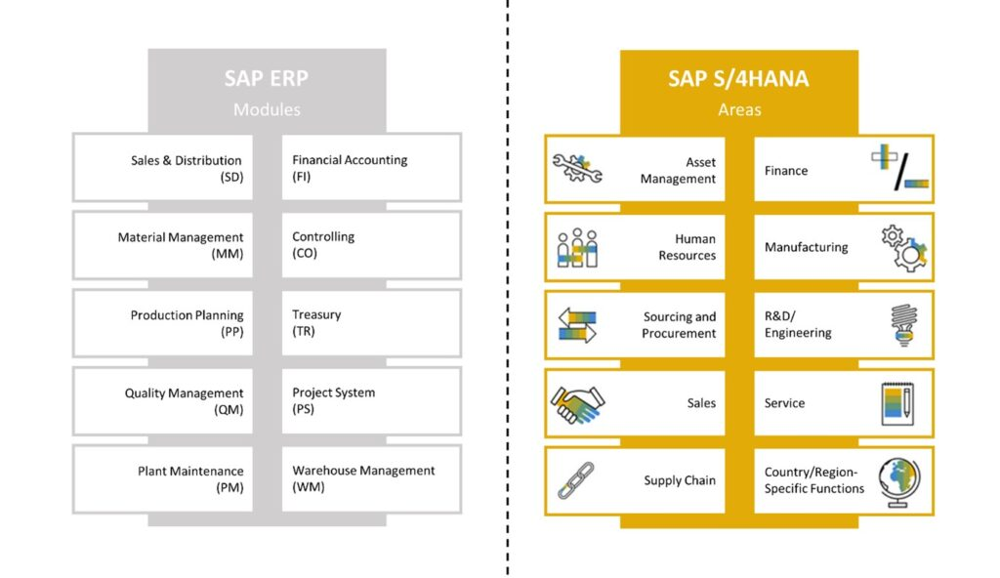 SAP ERP
Modules
Sales & Distribution
(SD)
Financial Accounting
(FI)
Material Management
(MM)
Controlling
(CO)
Production Planning
(PP)
Treasury
(TR)
Quality Management
(QM)
Project System
(PS)
Plant Maintenance
(PM)
Warehouse Management
(WM)
SAP S/4HANA
Areas
Asset
Management
Finance
Human
Resources
Manufacturing
Sourcing and
Procurement
R&D/
Engineering
Sales
Service
Supply Chain
Country/Region-
Specific Functions